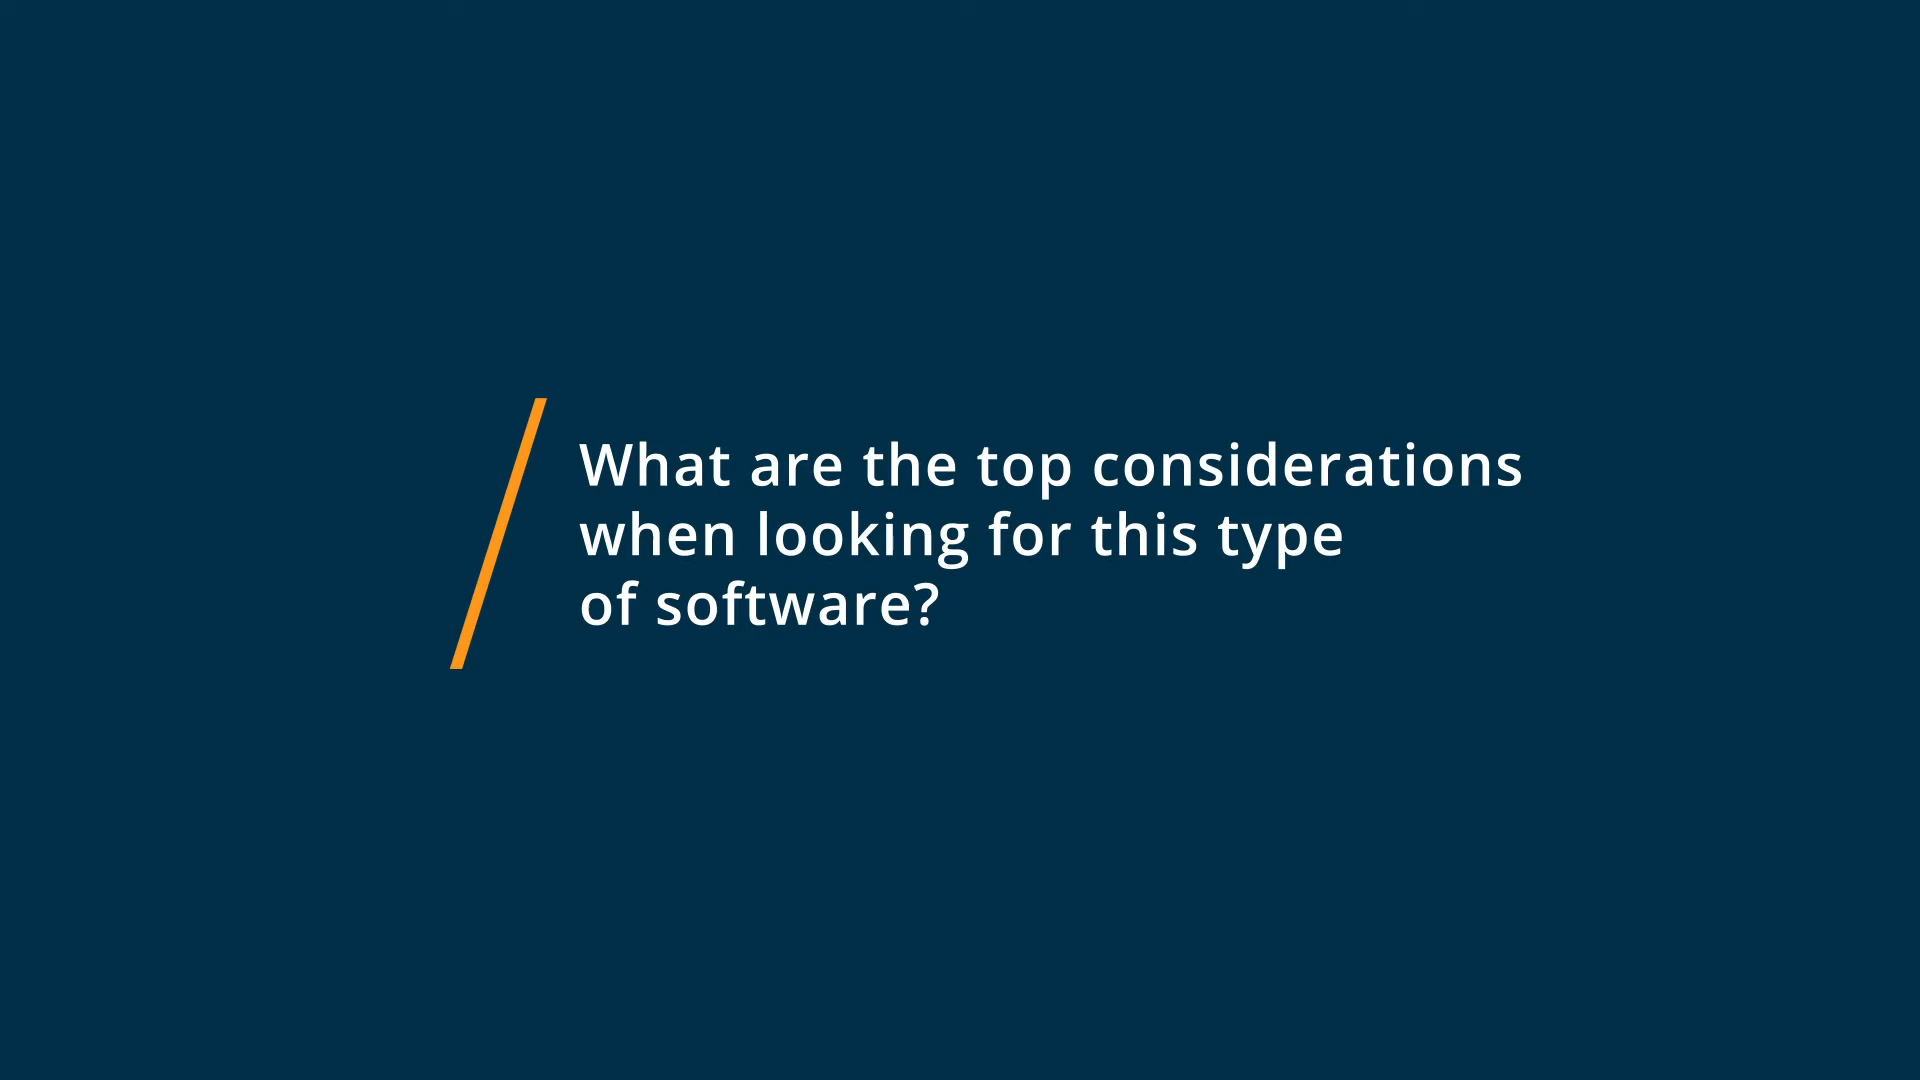 What are the top considerations
when looking for this type
of software?